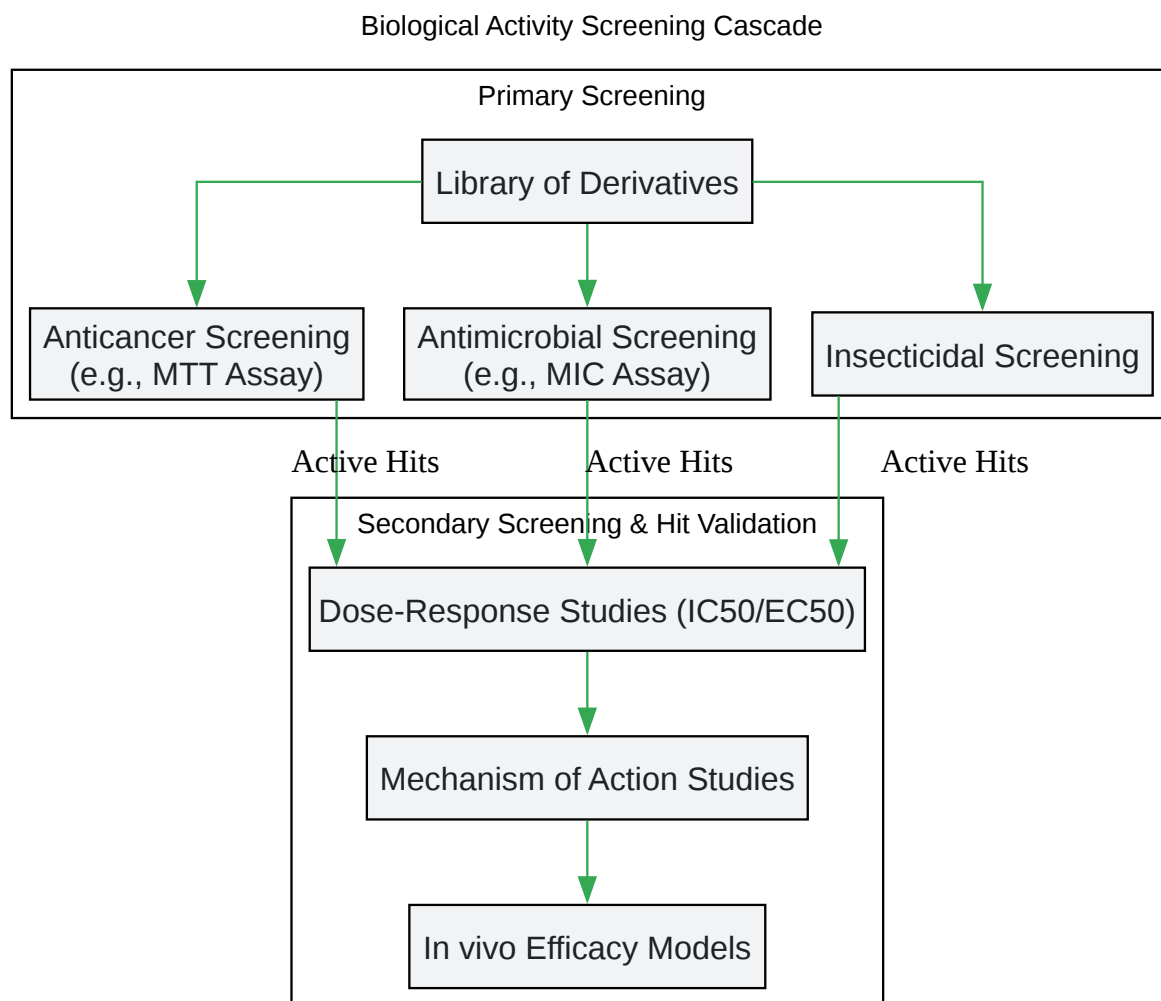 Biological Activity Screening Cascade
Primary Screening
Library of Derivatives
Anticancer Screening
(e.g., MTT Assay)
Antimicrobial Screening
(e.g., MIC Assay)
Insecticidal Screening
Active Hits
Active Hits
Active Hits
Secondary Screening & Hit Validation
Dose-Response Studies (IC50/EC50)
Mechanism of Action Studies
In vivo Efficacy Models